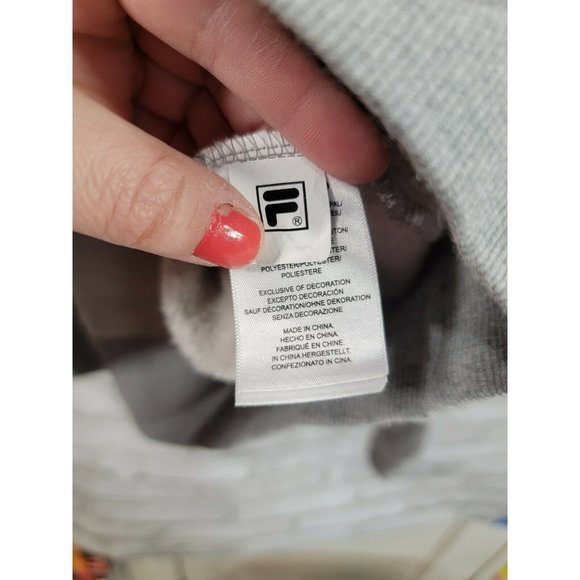 F
®
POLYESTER/POLYESTER/
POLIESTERE
EXCLUSIVE OF DECORATION
EXCEPTO DECORACIÓN
SAUF DÉCORATION/OHNE DEKORATION
SENZA DECORAZIONE
MADE IN CHINA.
HECHO EN CHINA.
FABRIQUÉ EN CHINE.
IN CHINA HERGESTELLT.
CONFEZIONATO IN CINA.